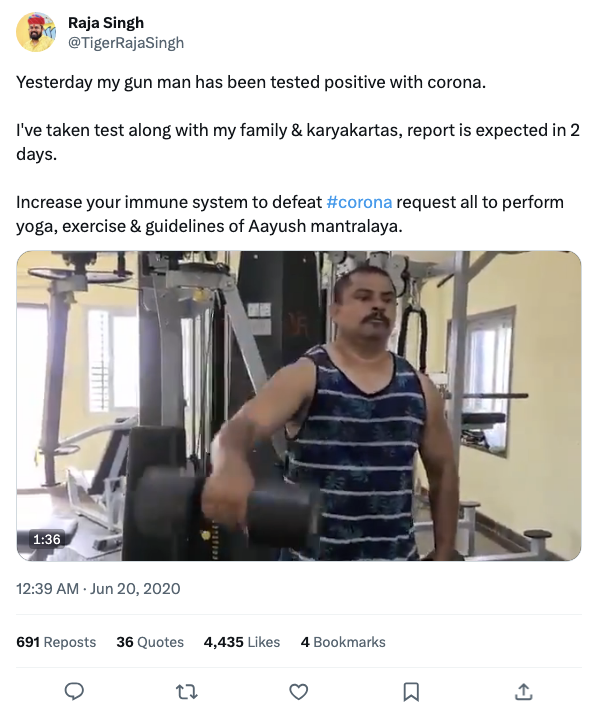 Raja Singh
@TigerRajaSingh
Yesterday my gun man has been tested positive with corona.
I've taken test along with my family & karyakartas, report is expected in 2
days.
Increase your immune system to defeat #corona request all to perform
yoga, exercise & guidelines of Aayush mantralaya.
1:36
12:39 AM · Jun 20, 2020
691 Reposts 36 Quotes 4,435 Likes 4 Bookmarks